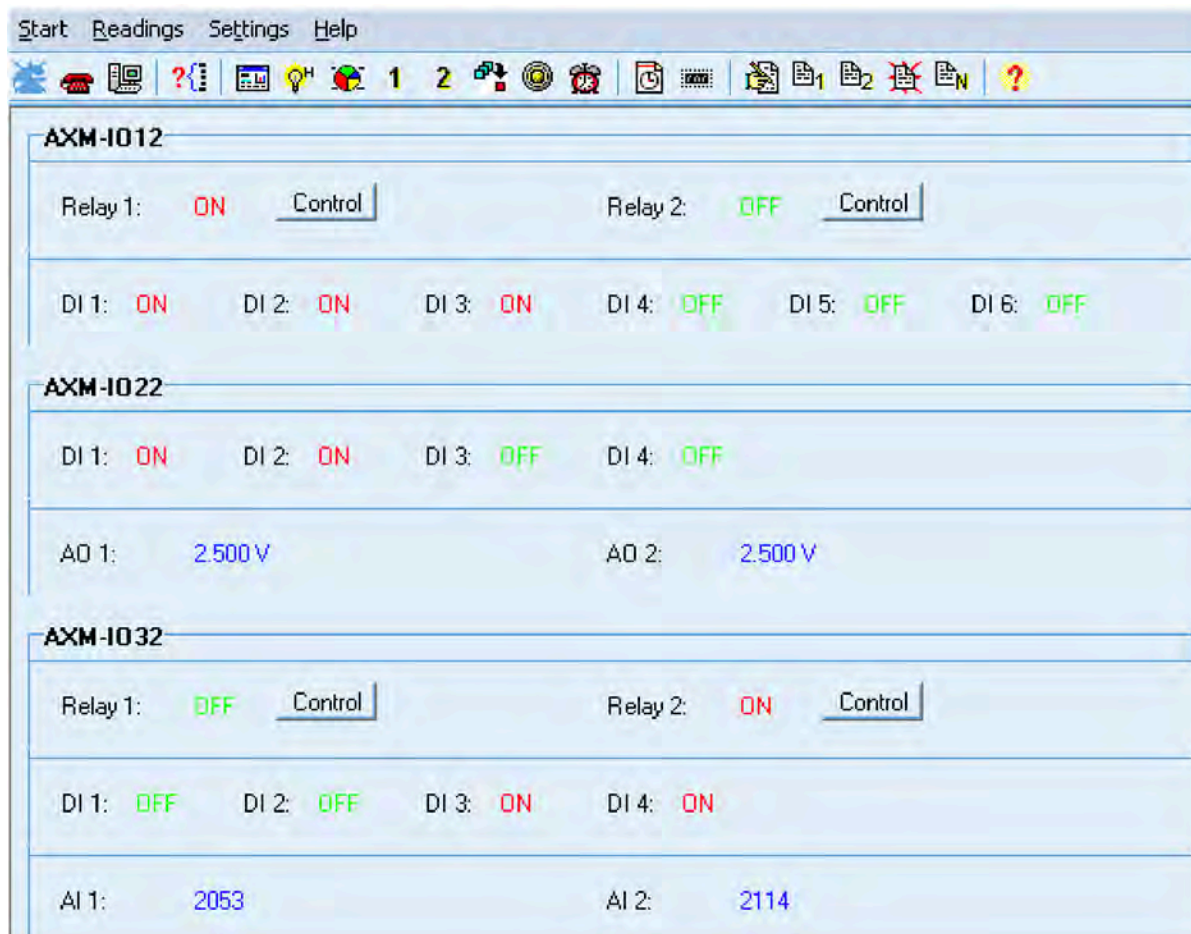 Start Readings Settings Help
?{ H 1 2 1 2 N ?
AXM-IO12
Relay 1: ON Control Relay 2: OFF Control
DI 1: ON DI 2: ON DI 3: ON DI 4: OFF DI 5: OFF DI 6: OFF
AXM-IO22
DI 1: ON DI 2: ON DI 3: OFF DI 4: OFF
AO 1: 2.500 V AO 2: 2.500 V
AXM-IO32
Relay 1: OFF Control Relay 2: ON Control
DI 1: OFF DI 2: OFF DI 3: ON DI 4: ON
AI 1: 2053 AI 2: 2114